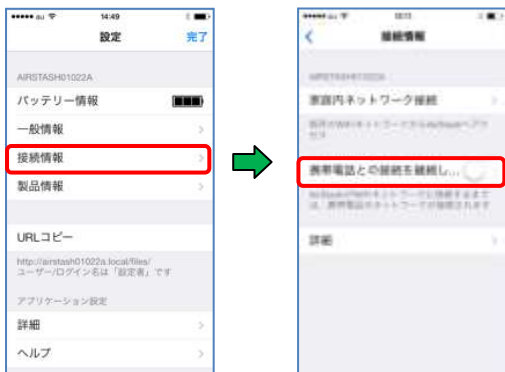 au 14:49
設定
完了
AIRSTASH01022A
バッテリー情報
一般情報
接続情報
製品情報
URLコピー
http://airstash01022a.local/files/
ユーザー/ログイン名は「設定者」です
アプリケーション設定
詳細
ヘルプ
au
接続情報
家庭内ネットワーク接続
携帯電話との接続を継続し...
詳細